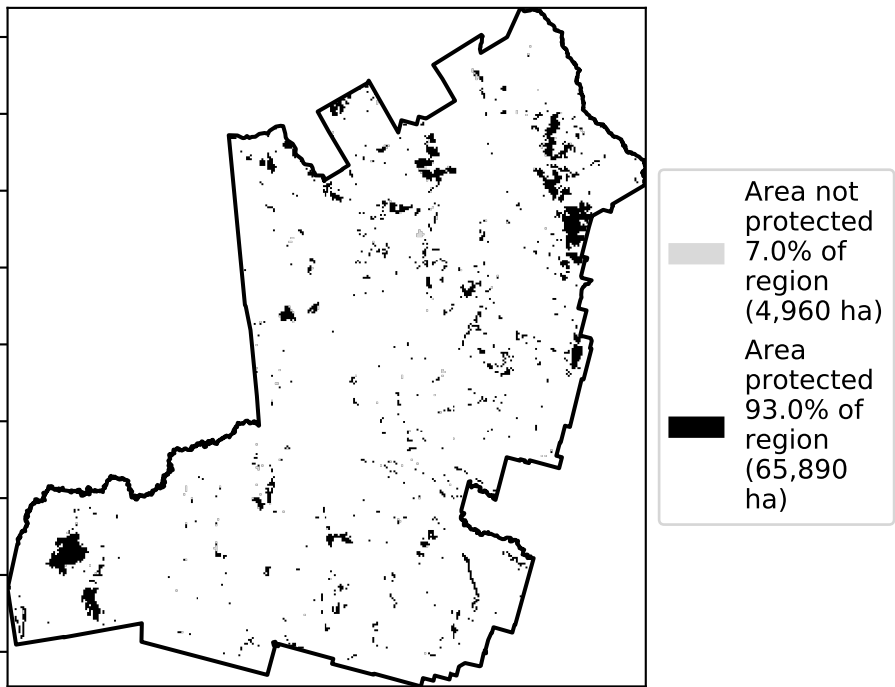 Area not
protected
7.0% of
region
(4,960 ha)
Area
protected
93.0% of
region
(65,890
ha)